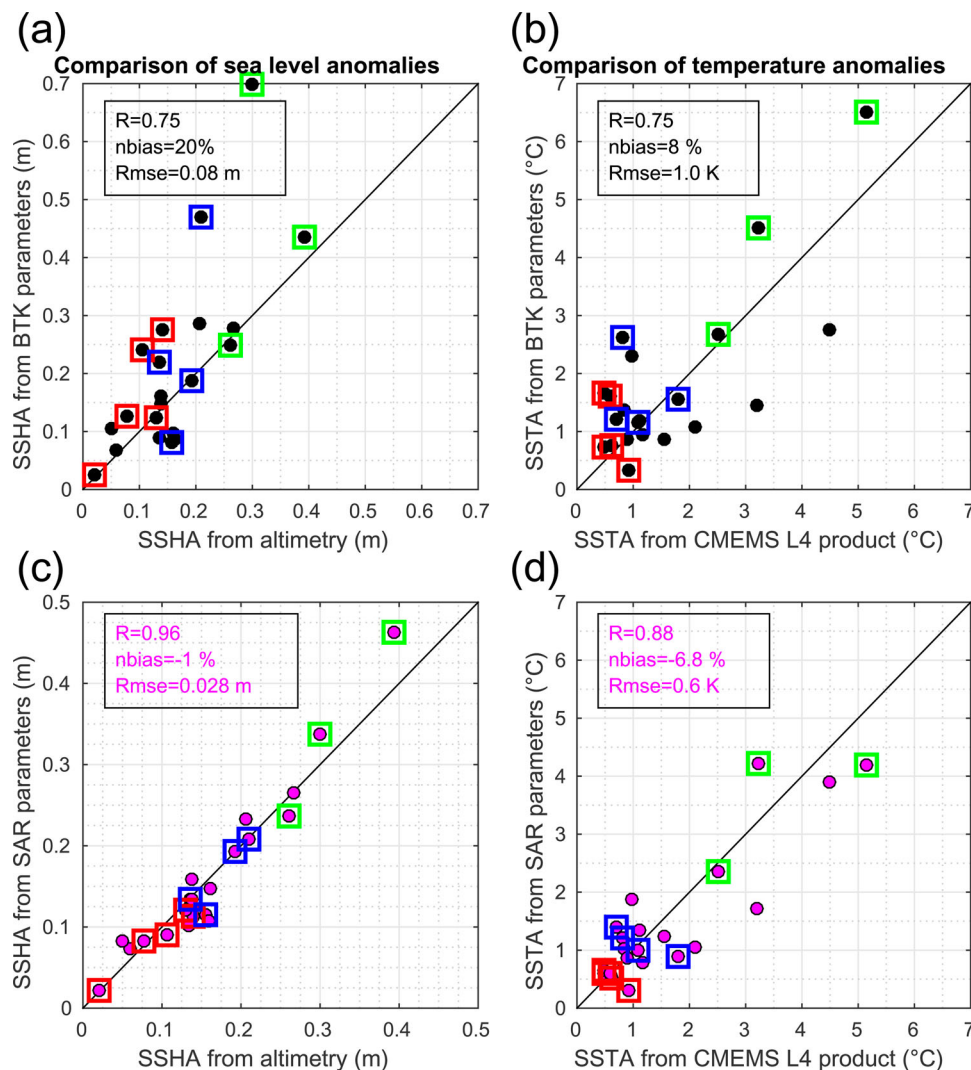 (a)
Comparison of sea level anomalies
R=0.75
nbias=20%
Rmse=0.08 m
SSHA from BTK parameters (m)
0.7
0.6
0.5
0.4
0.3
0.2
0.1
0
0 0.1 0.2 0.3 0.4 0.5 0.6 0.7
SSHA from altimetry (m)
(b)
Comparison of temperature anomalies
R=0.75
nbias=8 %
Rmse=1.0 K
SSTA from BTK parameters (°C)
7
6
5
4
3
2
1
0
0 1 2 3 4 5 6 7
SSTA from CMEMS L4 product (°C)
(c)
R=0.96
nbias=-1 %
Rmse=0.028 m
SSHA from SAR parameters (m)
0.5
0.4
0.3
0.2
0.1
0
0 0.1 0.2 0.3 0.4 0.5
SSHA from altimetry (m)
(d)
R=0.88
nbias=-6.8 %
Rmse=0.6 K
SSTA from SAR parameters (°C)
7
6
5
4
3
2
1
0
0 1 2 3 4 5 6 7
SSTA from CMEMS L4 product (°C)